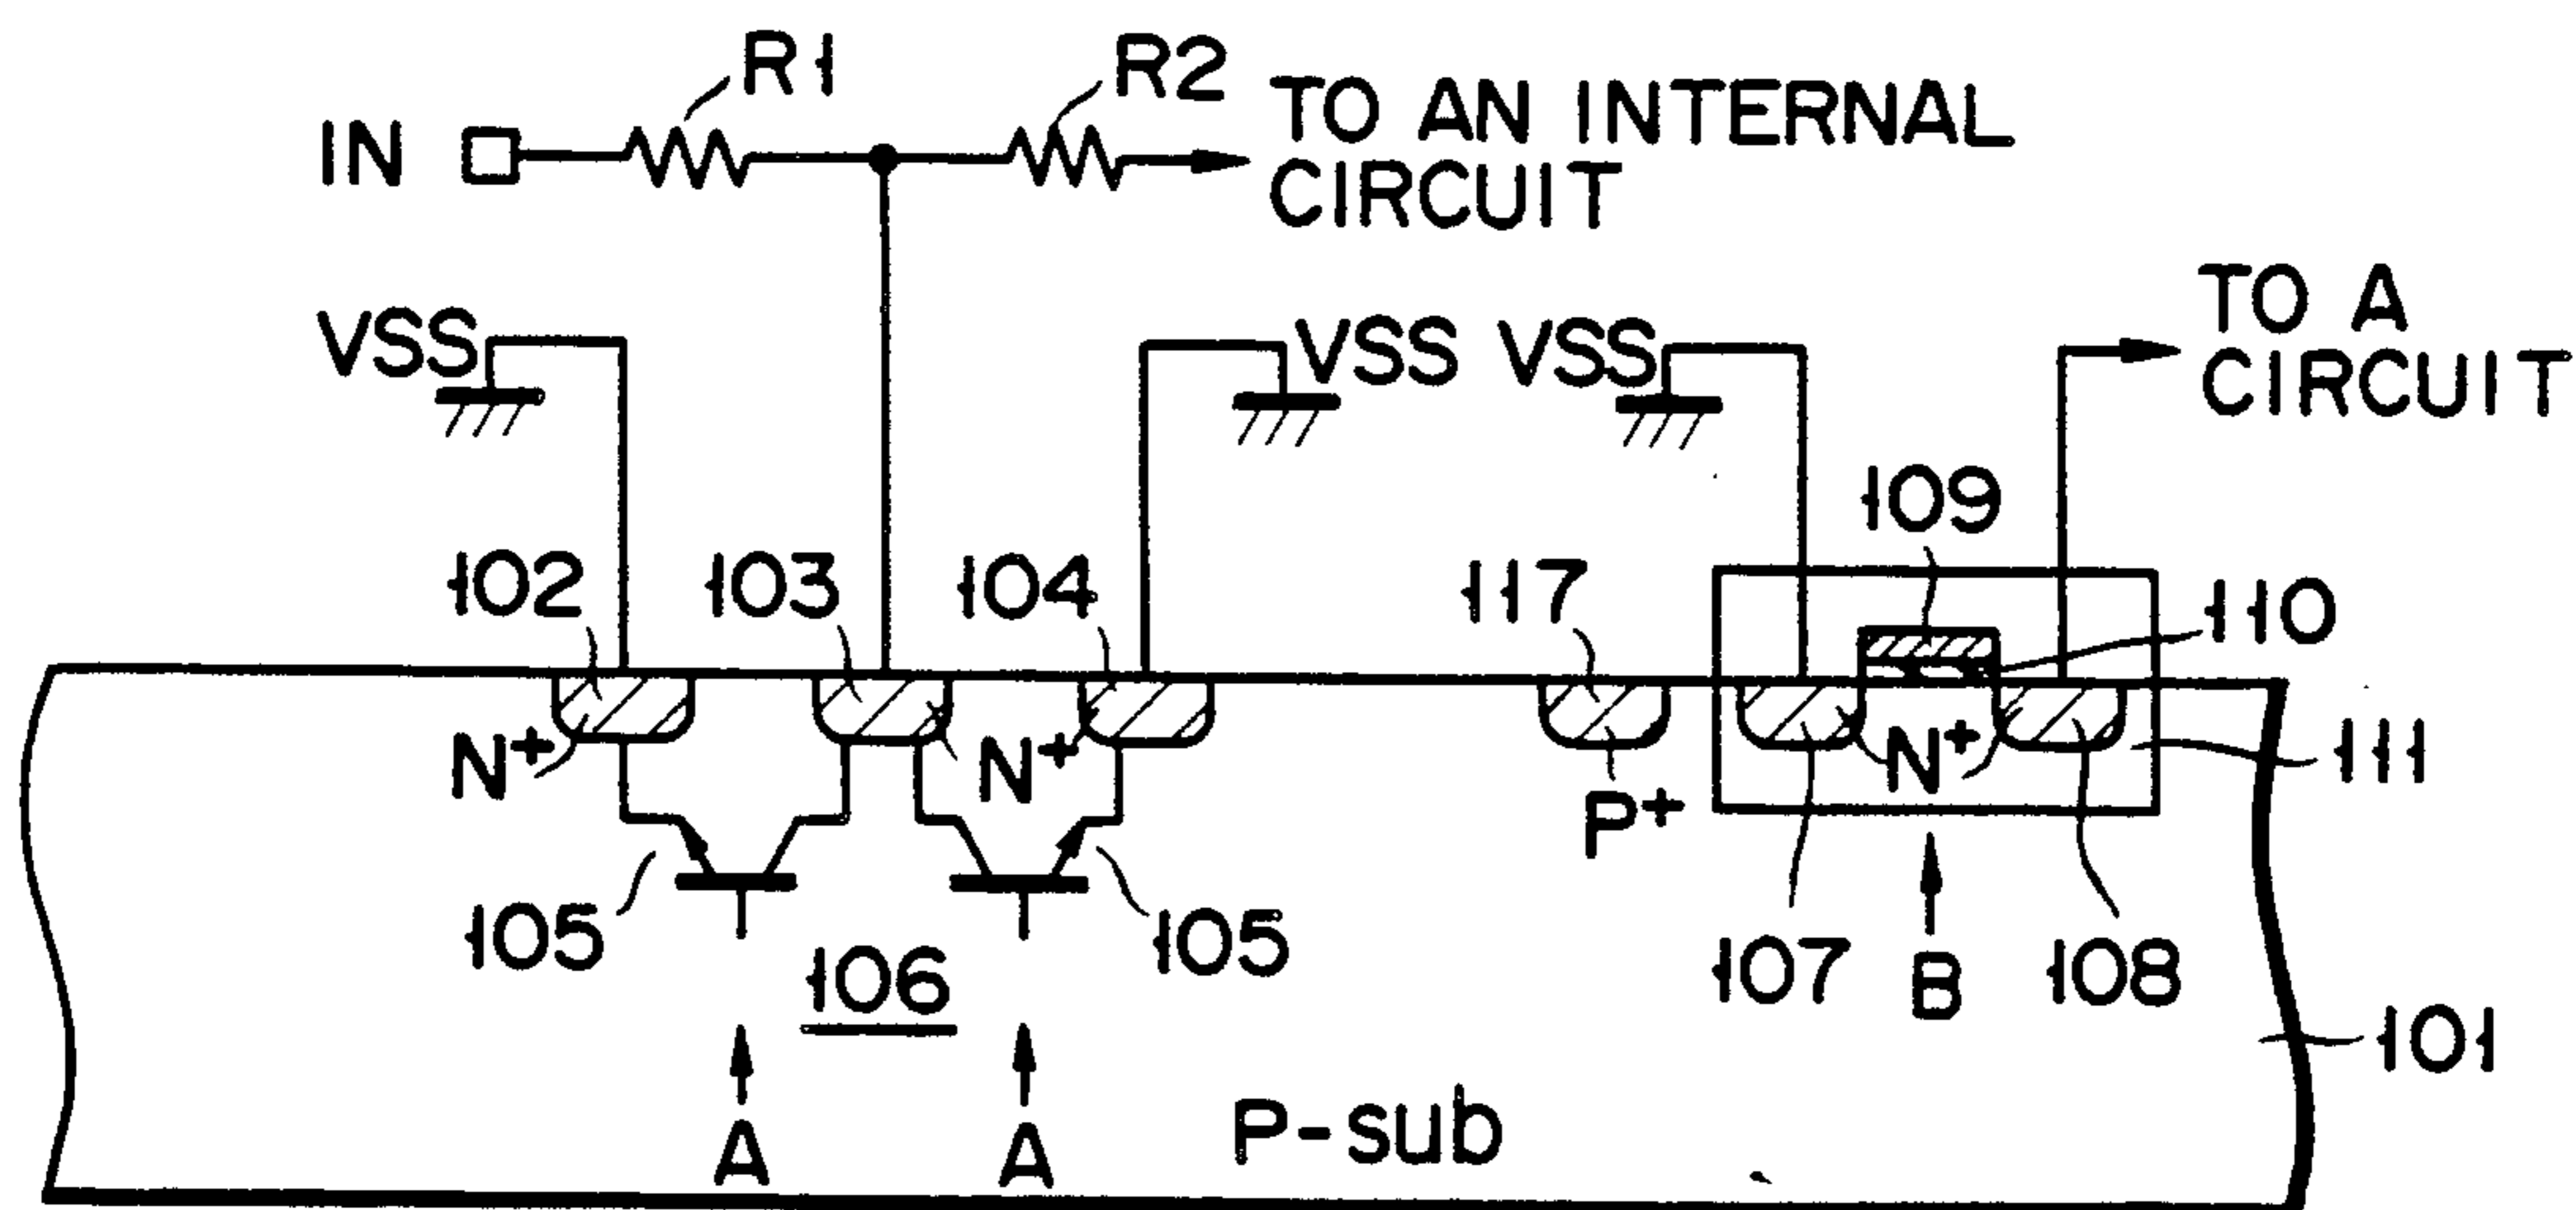 R1
R2
IN
TO AN INTERNAL
CIRCUIT
VSS
VSS
VSS
TO A
CIRCUIT
109
102
103
104
117
110
N+
N+
N+
111
P+
105
105
106
107
B
108
101
A
A
P-sub